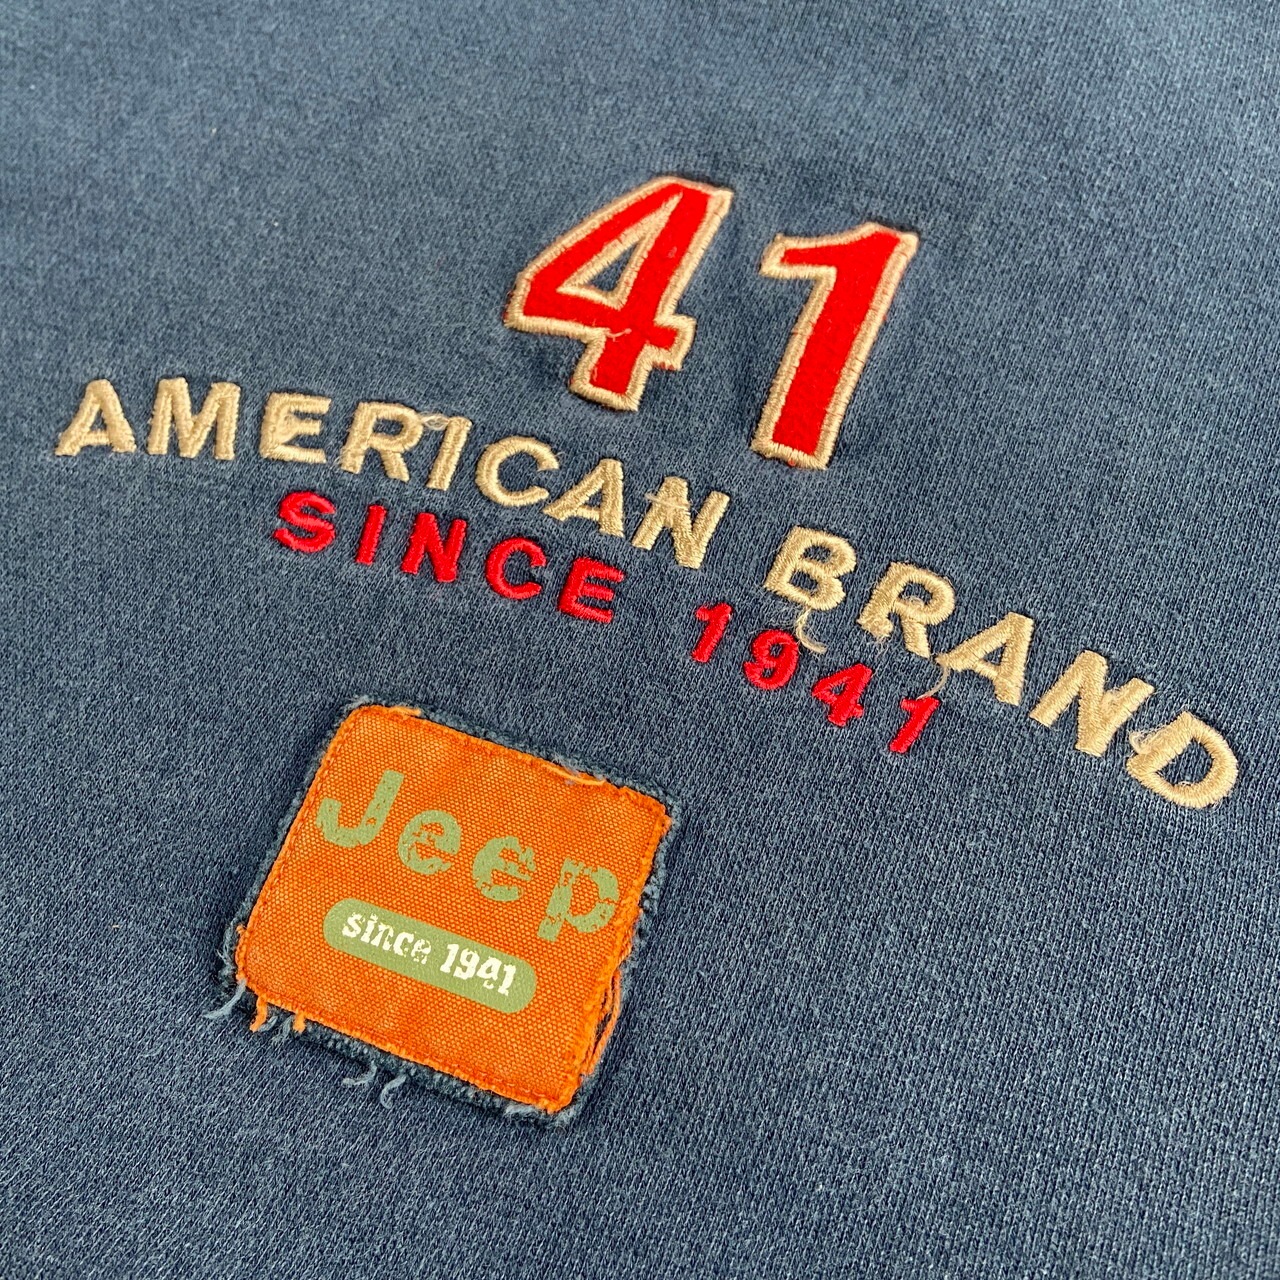 41
AMERICAN BRAND
SINCE 1941
Jeep
since 1941